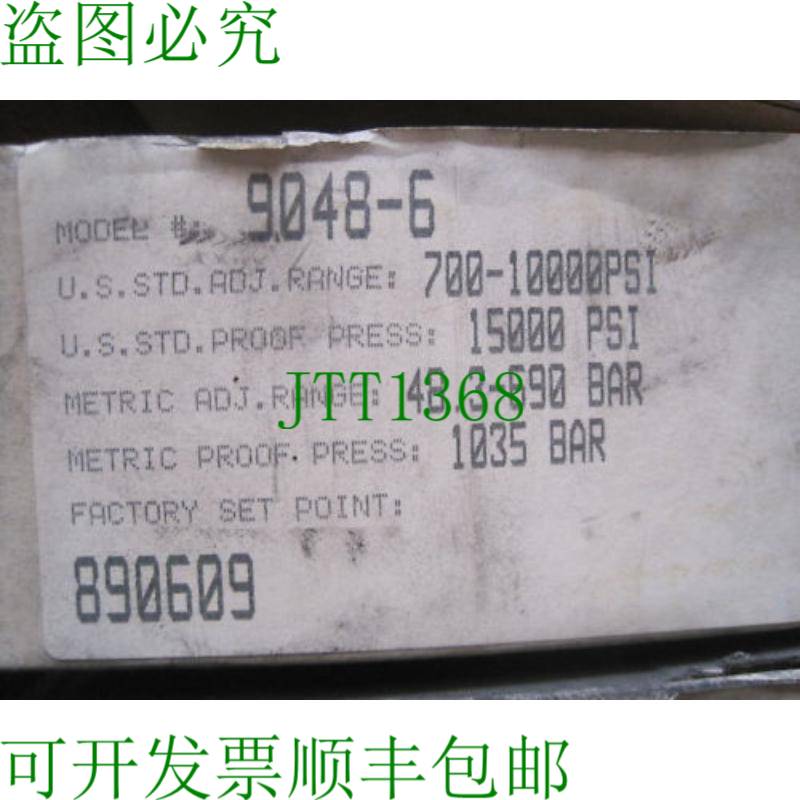 盗图必究
MODEL #: 9048-6
U.S.STD.ADJ.RANGE: 700-10000PSI
U.S.STD.PROOF PRESS: 15000 PSI
METRIC ADJ.RANGE: 48.3-690 BAR
JTT1368
METRIC PROOF. PRESS: 1035 BAR
FACTORY SET POINT:
890609
可开发票顺丰包邮